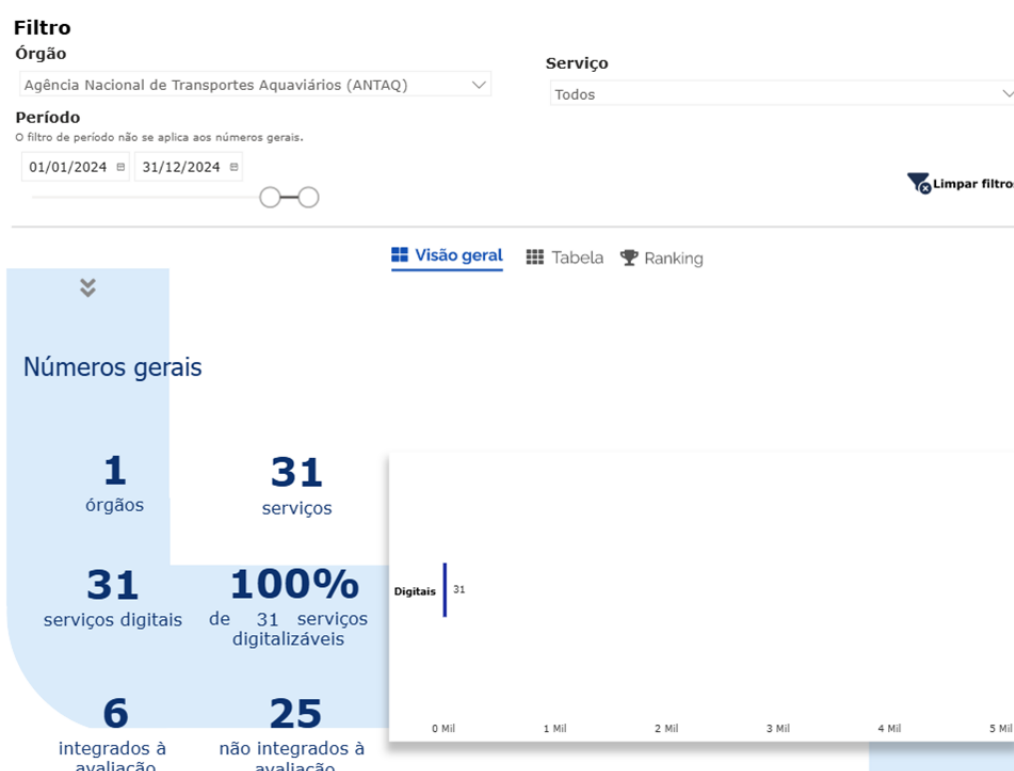 Filtro
Órgão
Agência Nacional de Transportes Aquaviários (ANTAQ)
Serviço
Todos
Período
O filtro de período não se aplica aos números gerais.
01/01/2024 31/12/2024
Limpar filtros
Visão geral Tabela Ranking
Números gerais
1
órgãos
31
serviços
31
serviços digitais
100%
de 31 serviços
digitalizáveis
Digitais 31
6
integrados à
avaliação
25
não integrados à
avaliação
0 Mil 1 Mil 2 Mil 3 Mil 4 Mil 5 Mil